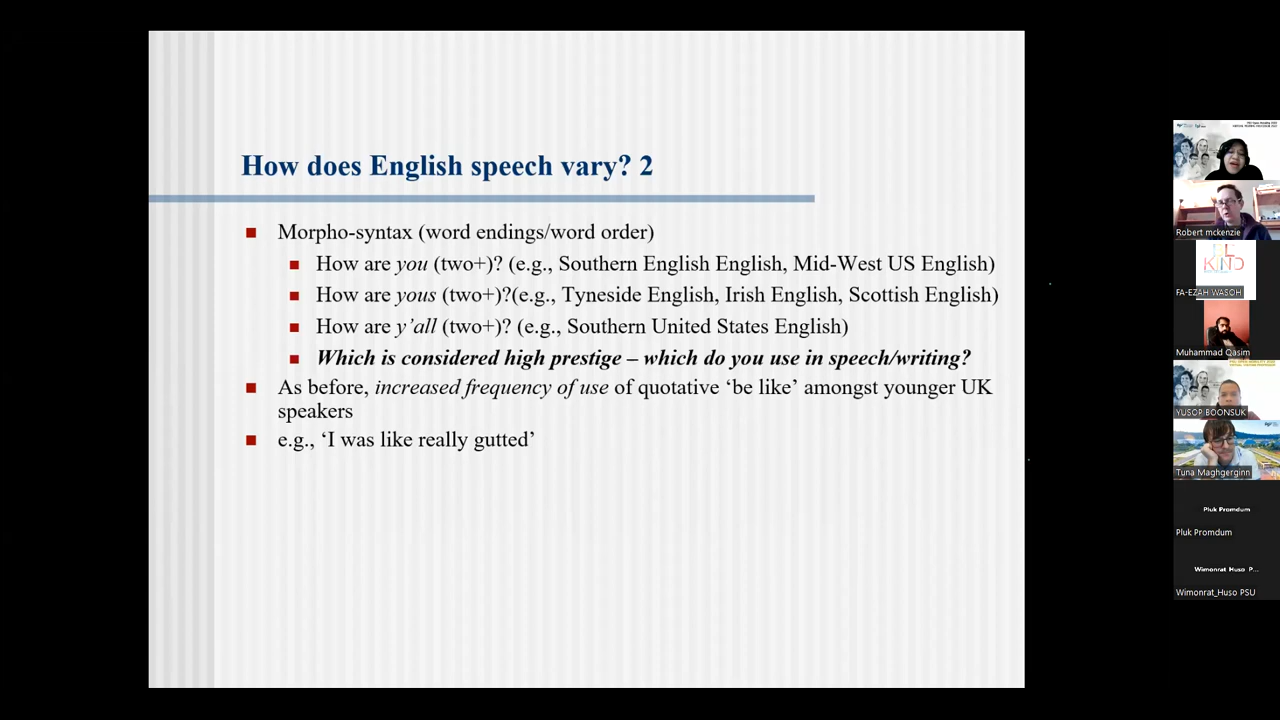 How does English speech vary? 2
Morpho-syntax (word endings/word order)
How are you (two+)? (e.g., Southern English English, Mid-West US English)
How are yous (two+)?(e.g., Tyneside English, Irish English, Scottish English)
How are y’all (two+)? (e.g., Southern United States English)
Which is considered high prestige – which do you use in speech/writing?
As before, increased frequency of use of quotative ‘be like’ amongst younger UK
speakers
e.g., ‘I was like really gutted’
Robert mckenzie
FA-EZAH WASOH
Muhammad Qasim
YUSOP BOONSUK
Tuna Maghgerginn
Pluk Promdum
Pluk Promdum
Wimonrat Huso P...
Wimonrat_Huso PSU